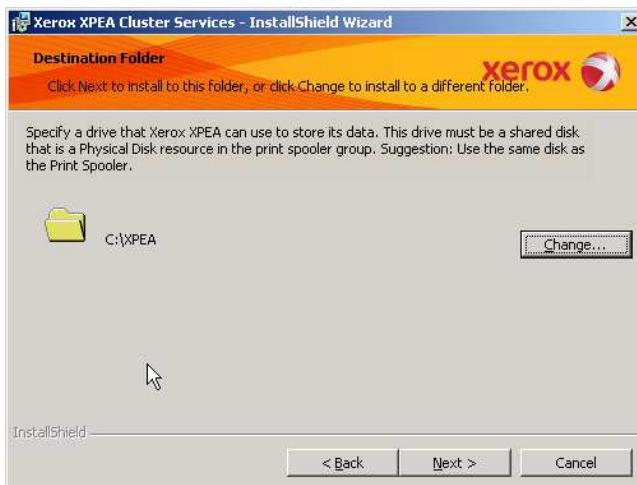 Xerox XPEA Cluster Services - InstallShield Wizard
Destination Folder
Click Next to install to this folder, or click Change to install to a different folder.
xerox
Specify a drive that Xerox XPEA can use to store its data. This drive must be a shared disk
that is a Physical Disk resource in the print spooler group. Suggestion: Use the same disk as
the Print Spooler.
C:\XPEA
Change...
InstallShield
< Back
Next >
Cancel